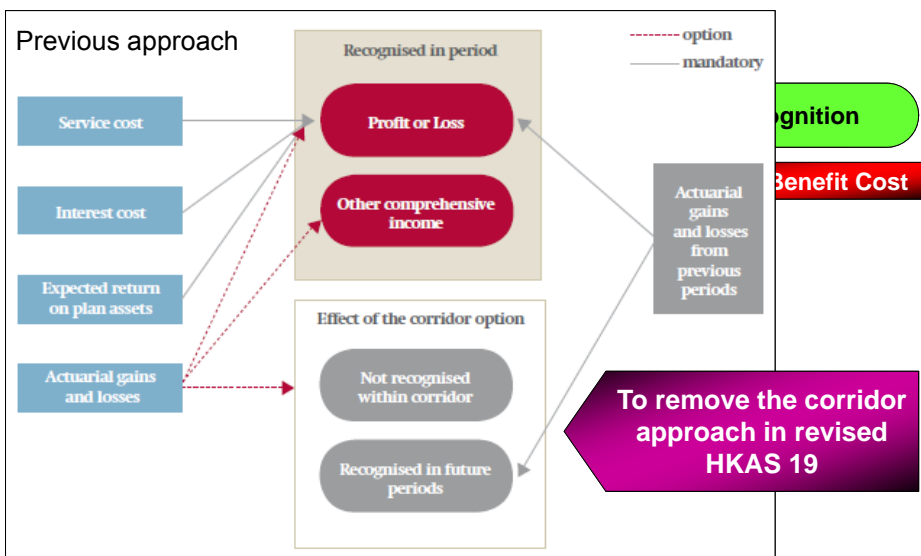 Previous approach
Recognised in period
option
mandatory
Service cost
Profit or Loss
Interest cost
Other comprehensive
income
Expected return
on plan assets
Actuarial gains
and losses
Actuarial
gains
and losses
from
previous
periods
Effect of the corridor option
Not recognised
within corridor
Recognised in future
periods
ognition
Benefit Cost
To remove the corridor
approach in revised
HKAS 19